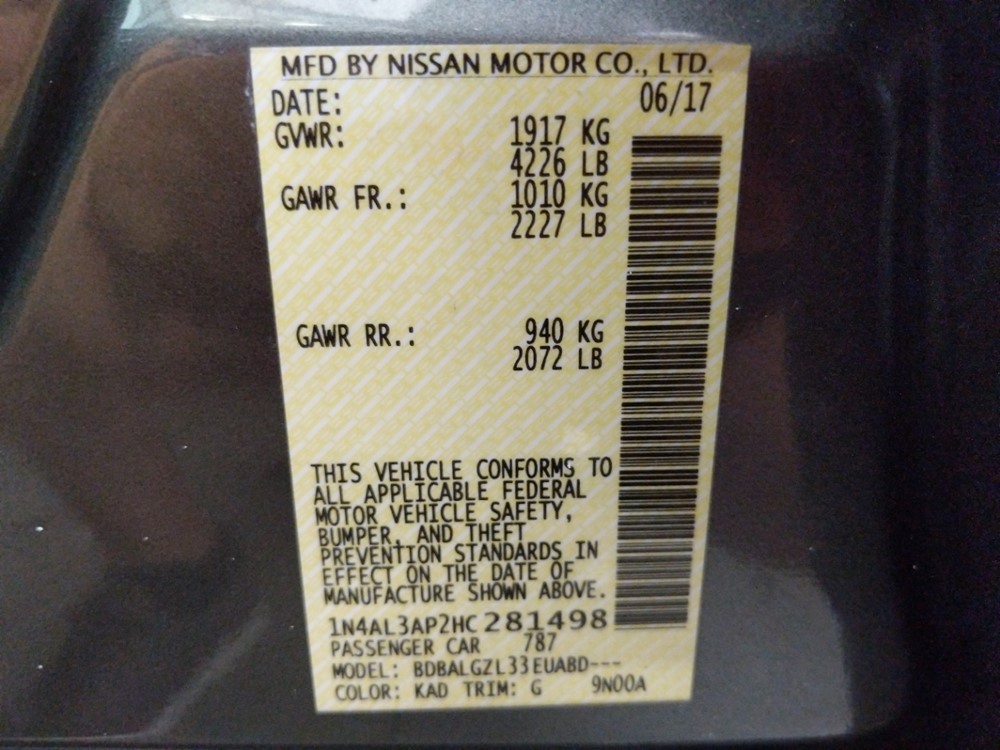 MFD BY NISSAN MOTOR CO., LTD.
DATE: 06/17
GVWR: 1917 KG
4226 LB
GAWR FR.: 1010 KG
2227 LB
GAWR RR.: 940 KG
2072 LB
THIS VEHICLE CONFORMS TO
ALL APPLICABLE FEDERAL
MOTOR VEHICLE SAFETY,
BUMPER, AND THEFT
PREVENTION STANDARDS IN
EFFECT ON THE DATE OF
MANUFACTURE SHOWN ABOVE.
1N4AL3AP2HC281498
PASSENGER CAR 787
MODEL: BDBALGZL33EUABD---
COLOR: KAD TRIM: G 9N00A